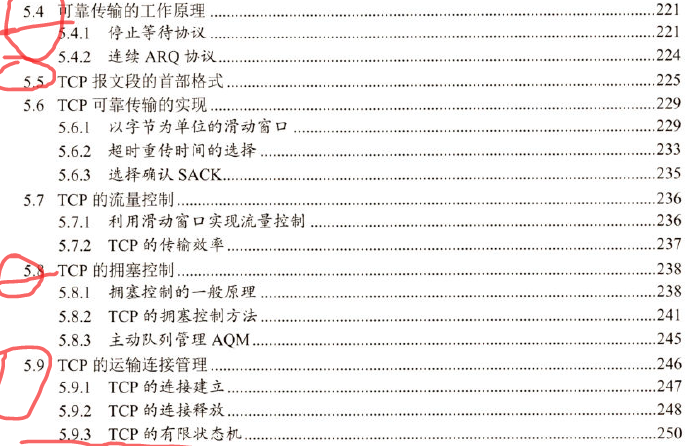 5.4 可靠传输的工作原理......221
5.4.1 停止等待协议......221
5.4.2 连续 ARQ 协议......224
5.5 TCP 报文段的首部格式......225
5.6 TCP 可靠传输的实现......229
5.6.1 以字节为单位的滑动窗口......229
5.6.2 超时重传时间的选择......233
5.6.3 选择确认 SACK......235
5.7 TCP 的流量控制......236
5.7.1 利用滑动窗口实现流量控制......236
5.7.2 TCP 的传输效率......237
5.8 TCP 的拥塞控制......238
5.8.1 拥塞控制的一般原理......238
5.8.2 TCP 的拥塞控制方法......241
5.8.3 主动队列管理 AQM......245
5.9 TCP 的运输连接管理......246
5.9.1 TCP 的连接建立......247
5.9.2 TCP 的连接释放......248
5.9.3 TCP 的有限状态机......250